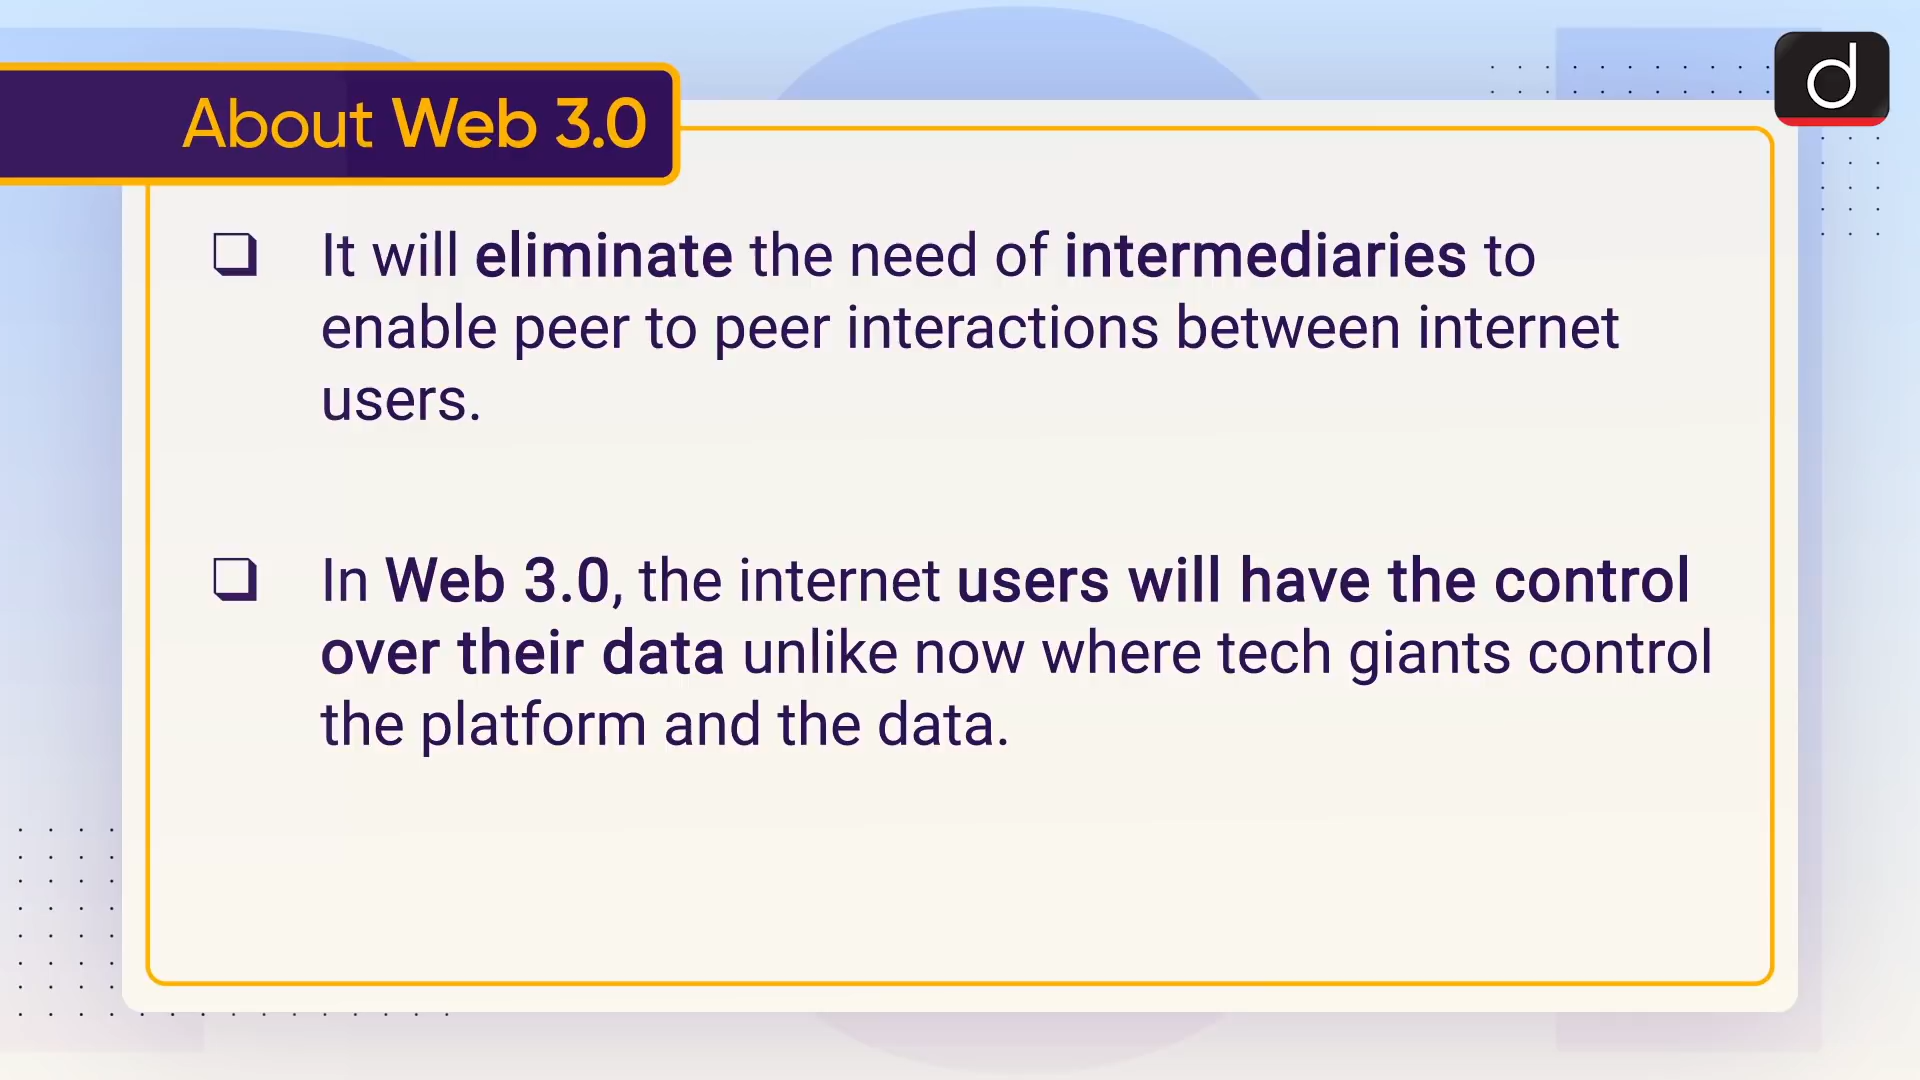 About Web 3.0
d
❑ It will eliminate the need of intermediaries to
enable peer to peer interactions between internet
users.
❑ In Web 3.0, the internet users will have the control
over their data unlike now where tech giants control
the platform and the data.